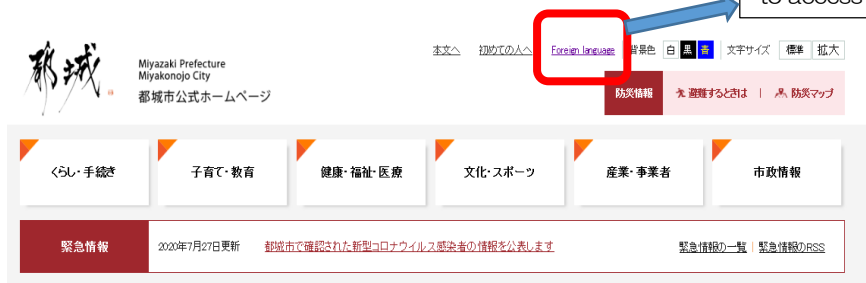 to access
本文へ 初めての人へ Foreign language 背景色 白 黒 青 文字サイズ 標準 拡大
都城
Miyazaki Prefecture
Miyakonojo City
都城市公式ホームページ
防災情報 避難するときは | 防災マップ
くらし・手続き 子育て・教育 健康・福祉・医療 文化・スポーツ 産業・事業者 市政情報
緊急情報 2020年7月27日更新 都城市で確認された新型コロナウイルス感染者の情報を公表します 緊急情報の一覧 | 緊急情報のRSS